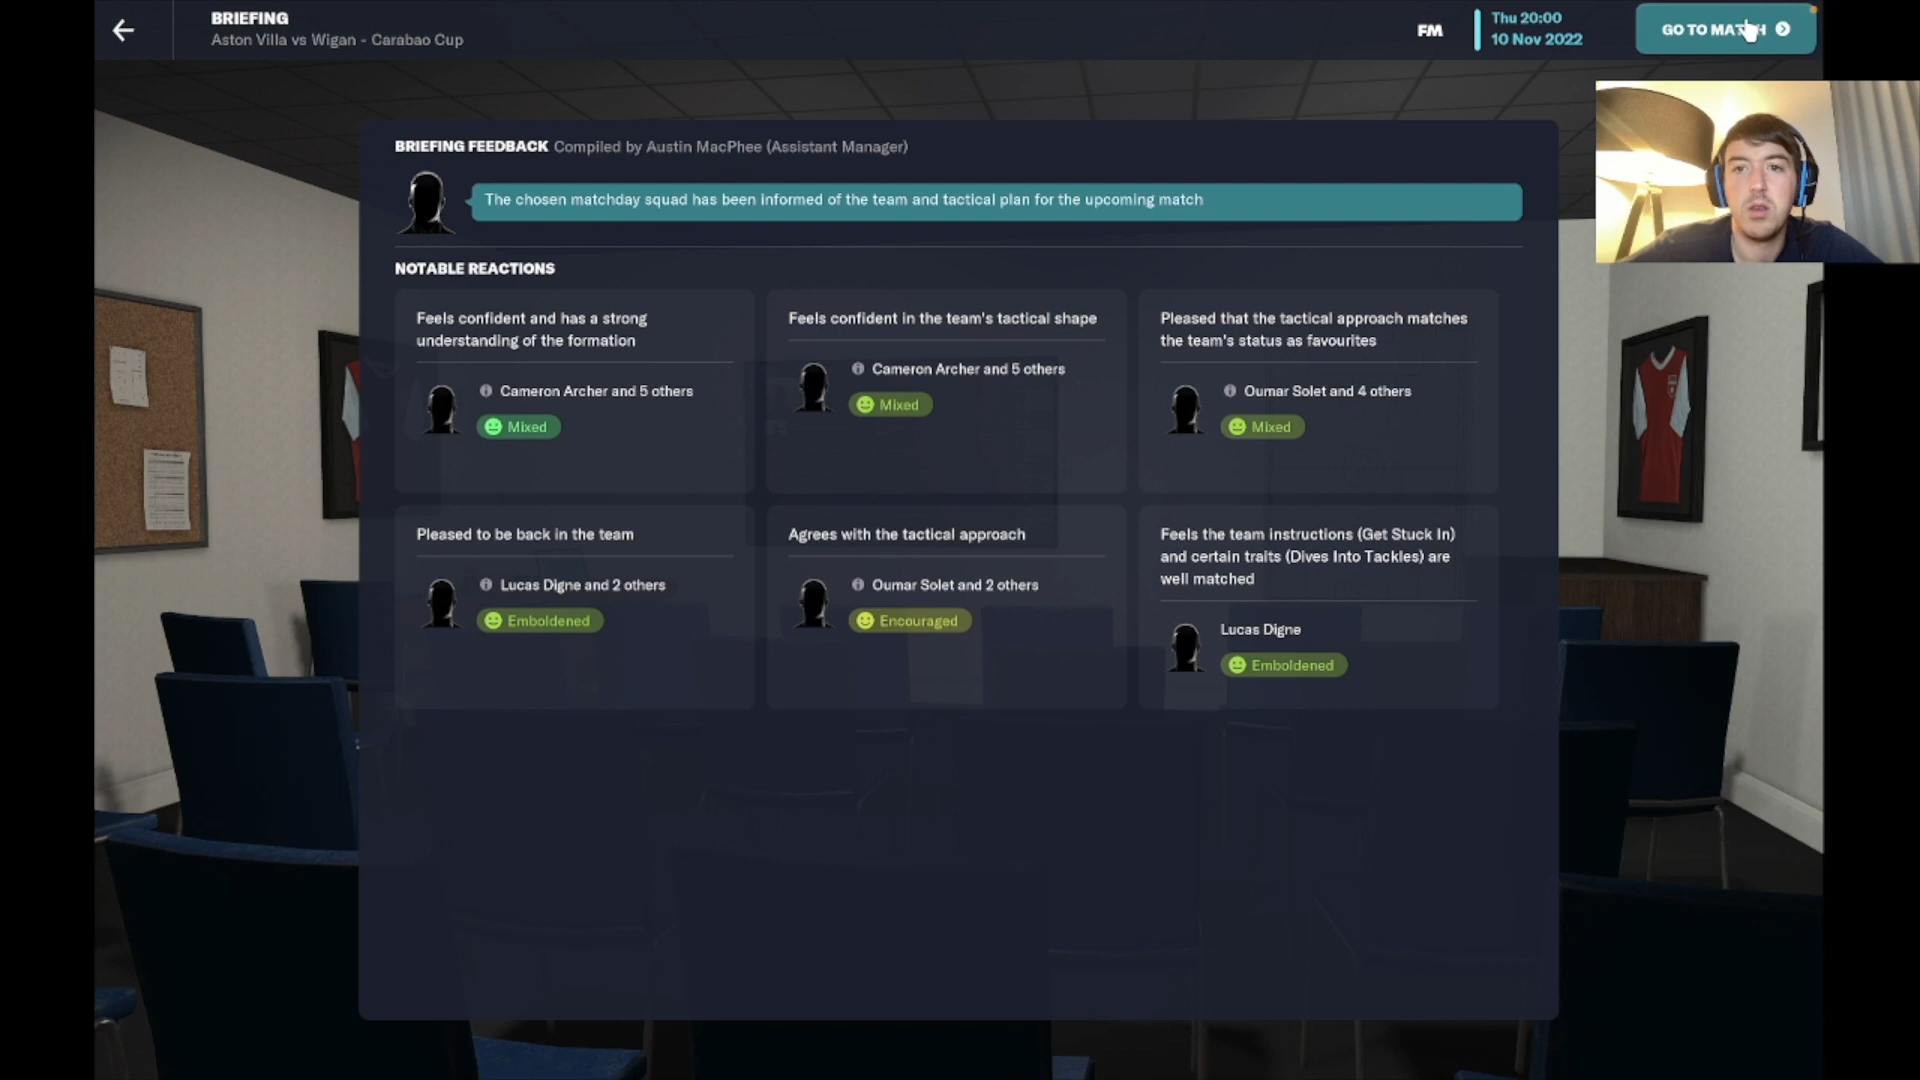 BRIEFING
Aston Villa vs Wigan - Carabao Cup
FM
Thu 20:00
10 Nov 2022
GO TO MATCH
BRIEFING FEEDBACK Compiled by Austin MacPhee (Assistant Manager)
The chosen matchday squad has been informed of the team and tactical plan for the upcoming match
NOTABLE REACTIONS
Feels confident and has a strong
understanding of the formation
Cameron Archer and 5 others
Mixed
Feels confident in the team's tactical shape
Cameron Archer and 5 others
Mixed
Pleased that the tactical approach matches
the team's status as favourites
Oumar Solet and 4 others
Mixed
Pleased to be back in the team
Lucas Digne and 2 others
Emboldened
Agrees with the tactical approach
Oumar Solet and 2 others
Encouraged
Feels the team instructions (Get Stuck In)
and certain traits (Dives Into Tackles) are
well matched
Lucas Digne
Emboldened